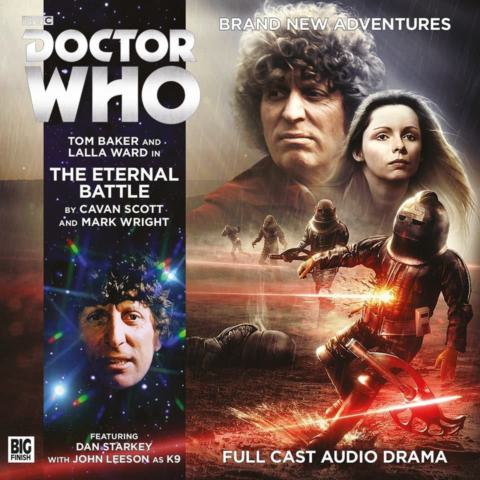 BBC
DOCTOR
WHO
BRAND NEW ADVENTURES
TOM BAKER AND
LALLA WARD IN
THE ETERNAL
BATTLE
BY CAVAN SCOTT
AND MARK WRIGHT
BIG
FINISH
FEATURING
DAN STARKEY
WITH JOHN LEESON AS K9
FULL CAST AUDIO DRAMA